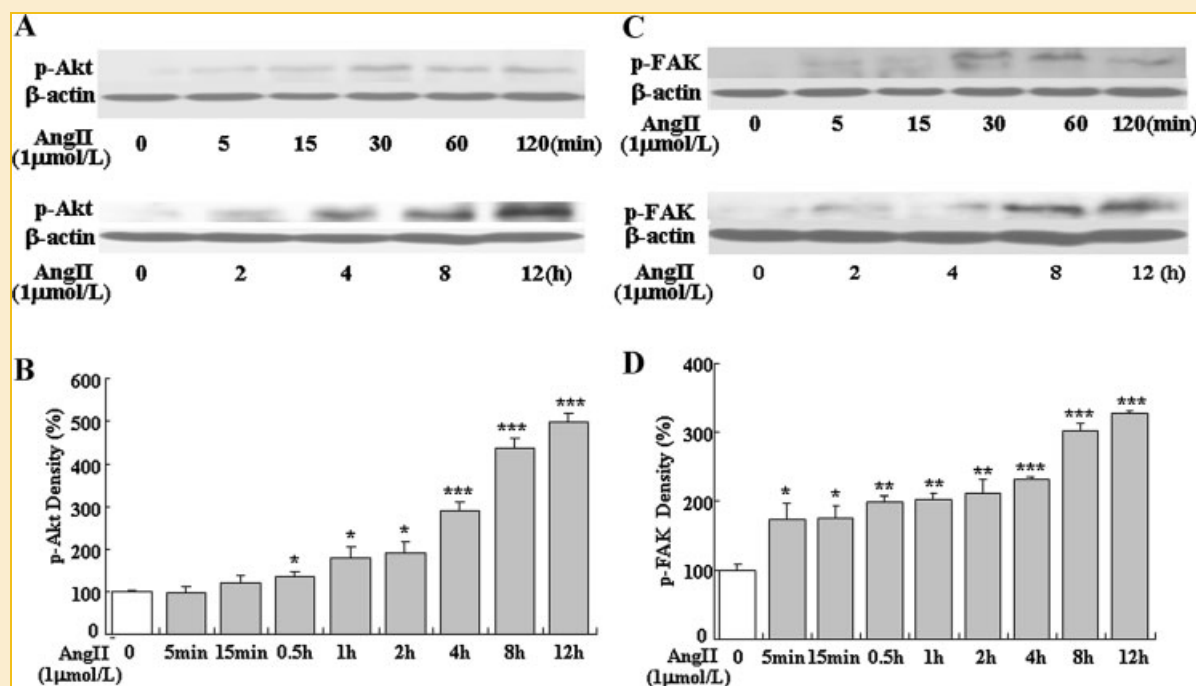 A
p-Akt
β-actin
AngII 0 5 15 30 60 120(min)
(1μmol/L)
p-Akt
β-actin
AngII 0 2 4 8 12(h)
(1μmol/L)
B
p-Akt Density (%)
600
500
400
300
200
100
0
* * * *** *** ***
AngII 0 5min 15min 0.5h 1h 2h 4h 8h 12h
(1μmol/L)
C
p-FAK
β-actin
AngII 0 5 15 30 60 120(min)
(1μmol/L)
p-FAK
β-actin
AngII 0 2 4 8 12 (h)
(1μmol/L)
D
p-FAK Density (%)
400
300
200
100
0
* * ** ** ** *** *** ***
AngII 0 5min 15min 0.5h 1h 2h 4h 8h 12h
(1μmol/L)